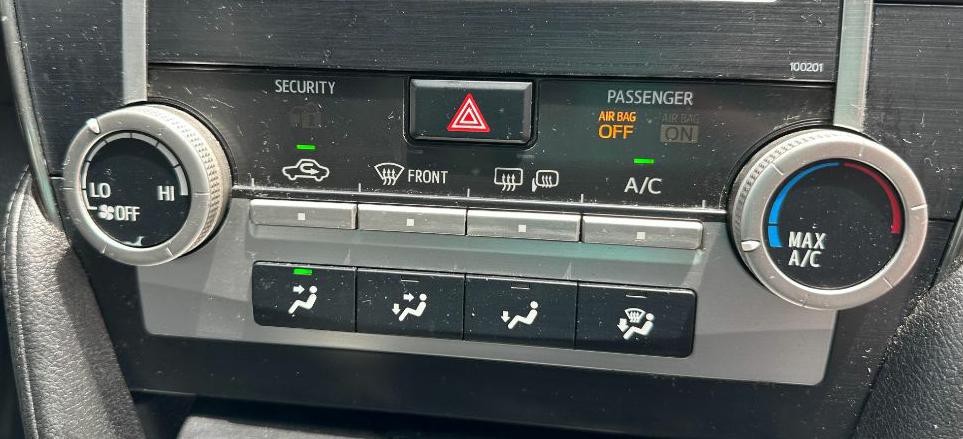 100201
SECURITY
PASSENGER
AIR BAG
OFF
AIR BAG
ON
FRONT
A/C
LO
HI
OFF
MAX
A/C